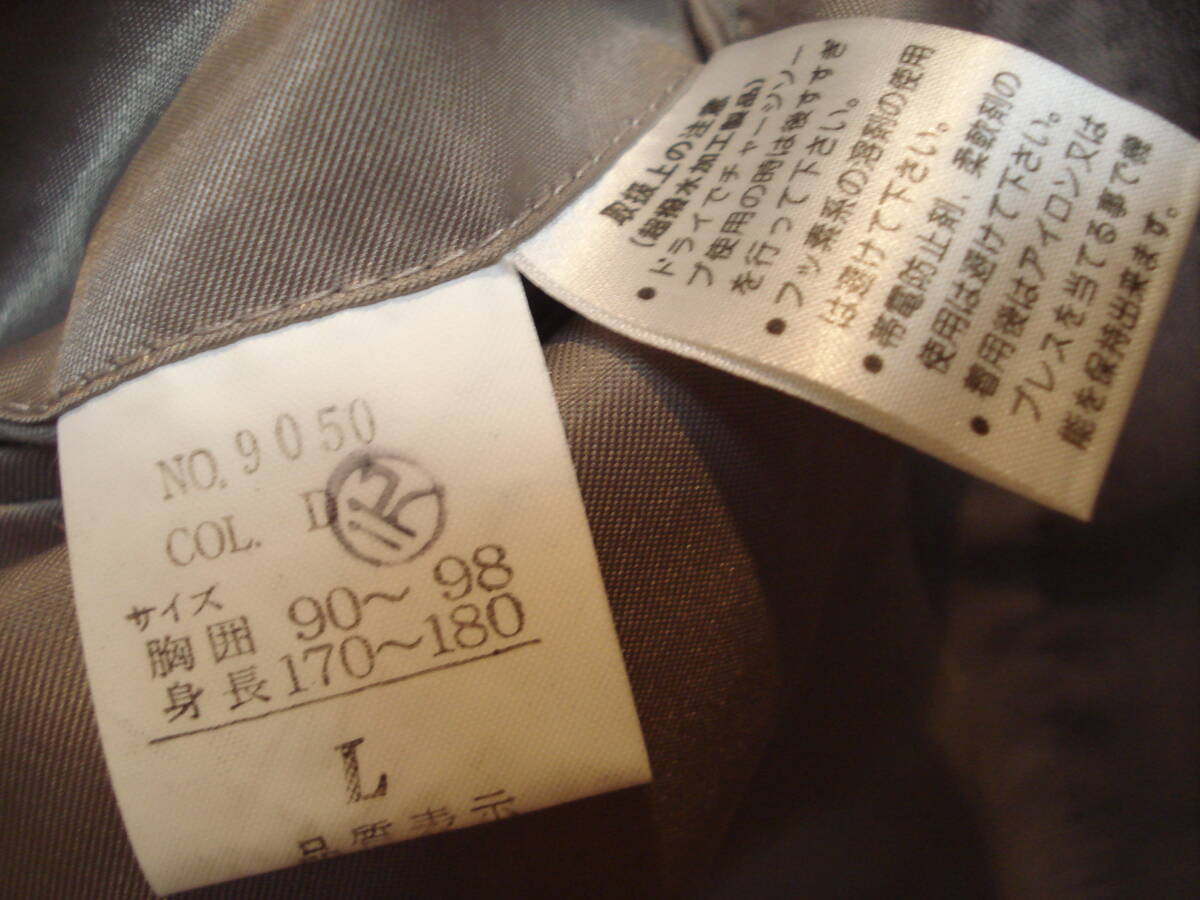 NO. 9050
COL. D
サイズ
胸囲 90~98
身長 170~180
L
品質表示
取扱上の注意
(超撥水加工製品)
● ドライでチャージソー
プ使用の時は後すすぎ
を行って下さい。
● フッ素系の溶剤の使用
は避けて下さい。
● 帯電防止剤、柔軟剤の
使用は避けて下さい。
● 着用後はアイロン又は
プレスを当てる事で機
能を保持出来ます。